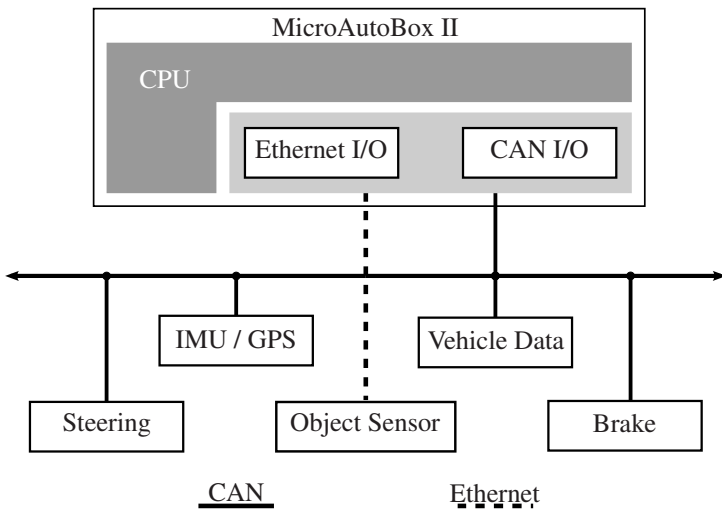 MicroAutoBox II
CPU
Ethernet I/O
CAN I/O
IMU / GPS
Vehicle Data
Steering
Object Sensor
Brake
CAN
Ethernet